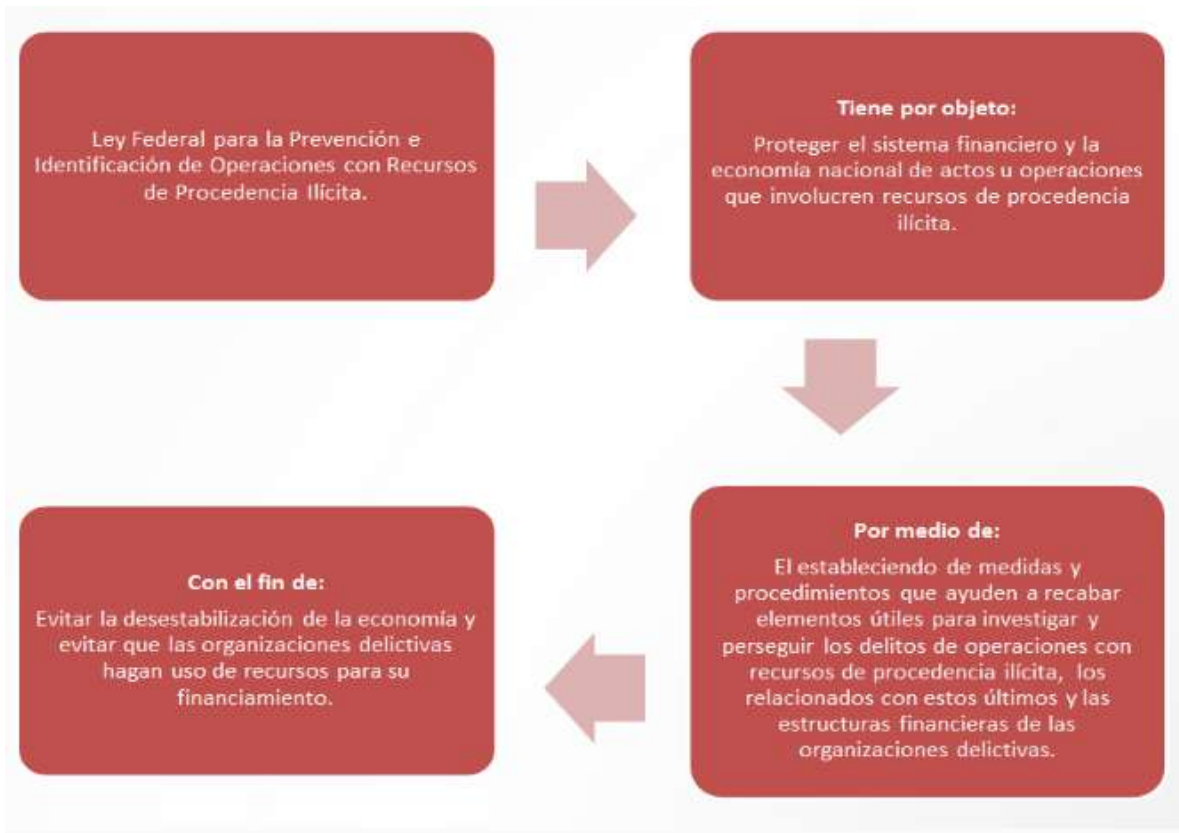 Ley Federal para la Prevención e
Identificación de Operaciones con Recursos
de Procedencia Ilícita.
Tiene por objeto:
Proteger el sistema financiero y la
economía nacional de actos u operaciones
que involucren recursos de procedencia
ilícita.
Por medio de:
El estableciendo de medidas y
procedimientos que ayuden a recabar
elementos útiles para investigar y
perseguir los delitos de operaciones con
recursos de procedencia ilícita, los
relacionados con estos últimos y las
estructuras financieras de las
organizaciones delictivas.
Con el fin de:
Evitar la desestabilización de la economía y
evitar que las organizaciones delictivas
hagan uso de recursos para su
financiamiento.